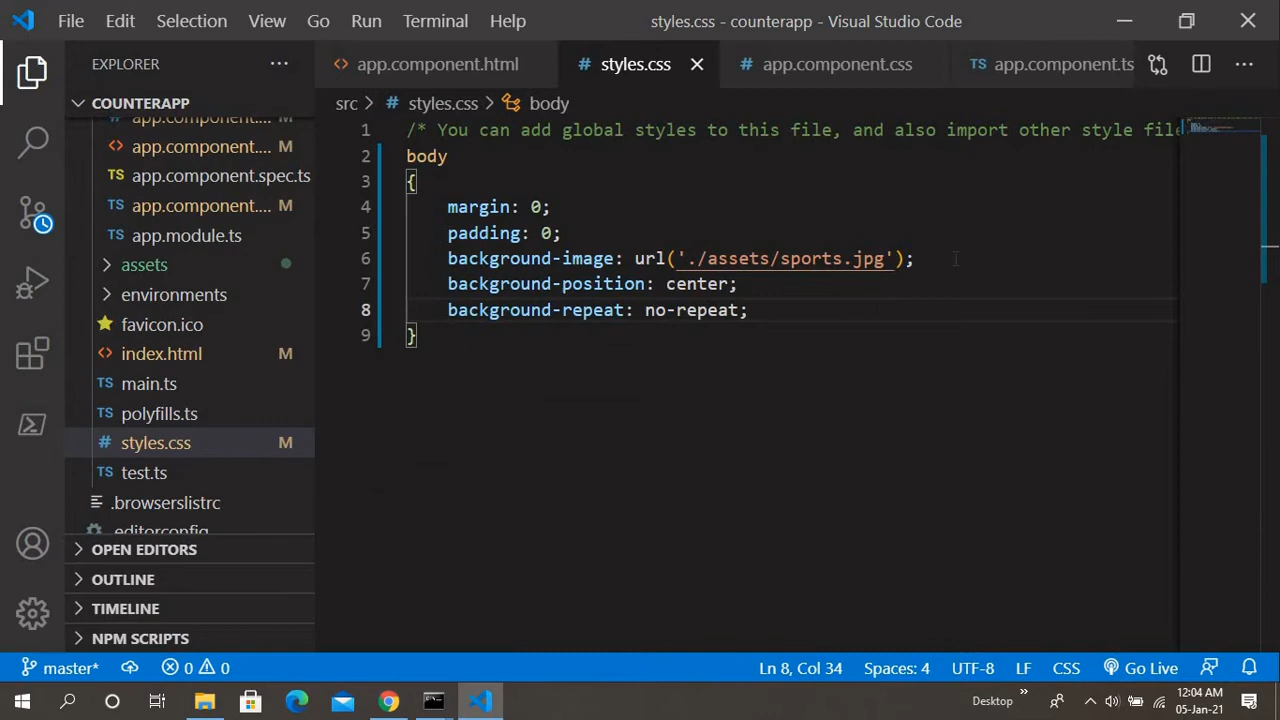 File Edit Selection View Go Run Terminal Help styles.css - counterapp - Visual Studio Code
EXPLORER
app.component.html
styles.css
app.component.css
app.component.ts
COUNTERAPP
src > styles.css > body
app.component.... M
app.component.... M
app.component.spec.ts
app.component.... M
app.module.ts
assets
environments
favicon.ico
index.html M
main.ts
polyfills.ts
styles.css M
test.ts
.browserslistrc
.editorconfig
OPEN EDITORS
OUTLINE
TIMELINE
NPM SCRIPTS
1 /* You can add global styles to this file, and also import other style file
2 body
3 {
4 margin: 0;
5 padding: 0;
6 background-image: url('./assets/sports.jpg');
7 background-position: center;
8 background-repeat: no-repeat;
9 }
master* 0 0 Ln 8, Col 34 Spaces: 4 UTF-8 LF CSS Go Live
Desktop
12:04 AM
05-Jan-21